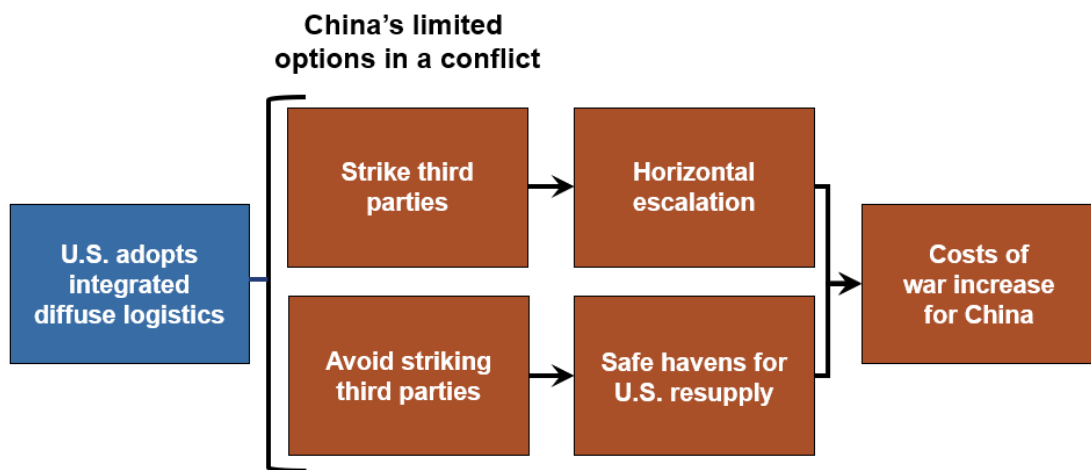 China’s limited
options in a conflict
Strike third
parties
Horizontal
escalation
U.S. adopts
integrated
diffuse logistics
Costs of
war increase
for China
Avoid striking
third parties
Safe havens for
U.S. resupply